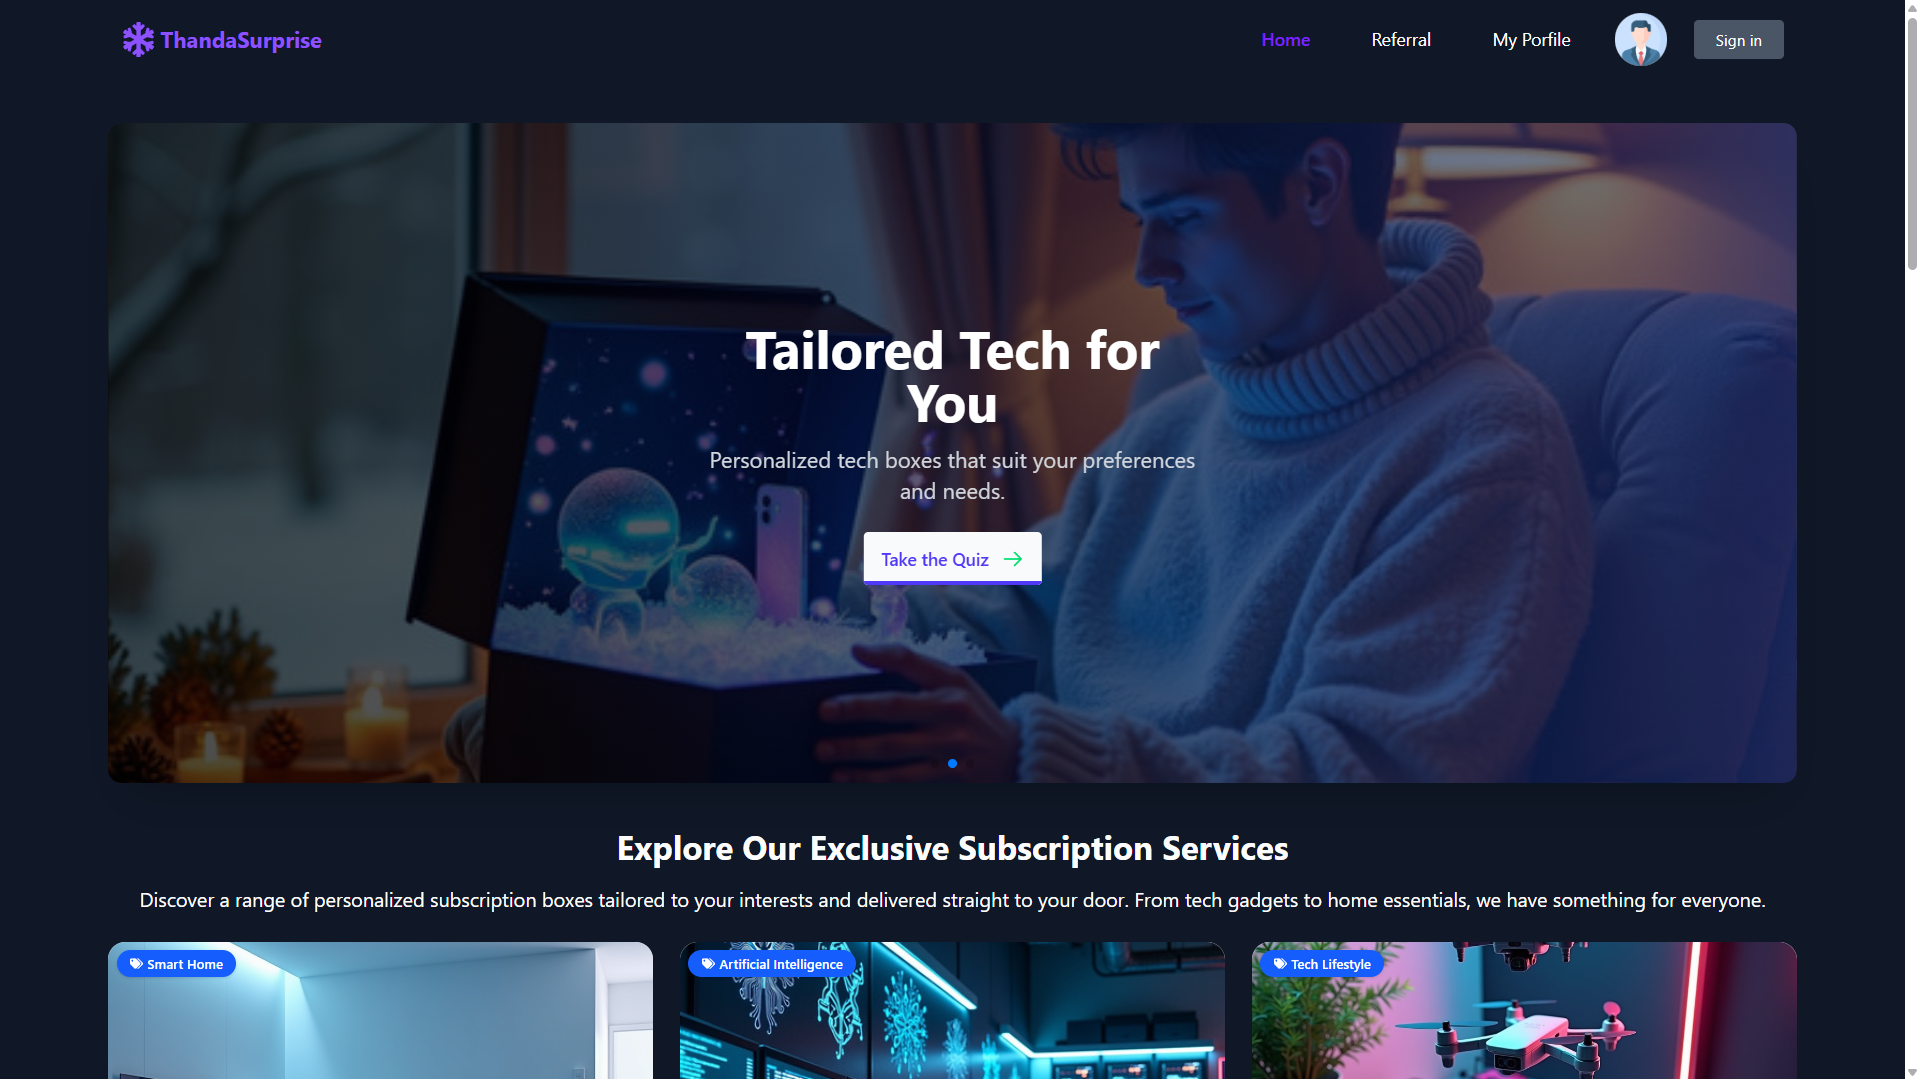 ThandaSurprise
Home
Referral
My Porfile
Sign in
Tailored Tech for
You
Personalized tech boxes that suit your preferences
and needs.
Take the Quiz
Explore Our Exclusive Subscription Services
Discover a range of personalized subscription boxes tailored to your interests and delivered straight to your door. From tech gadgets to home essentials, we have something for everyone.
Smart Home
Artificial Intelligence
Tech Lifestyle